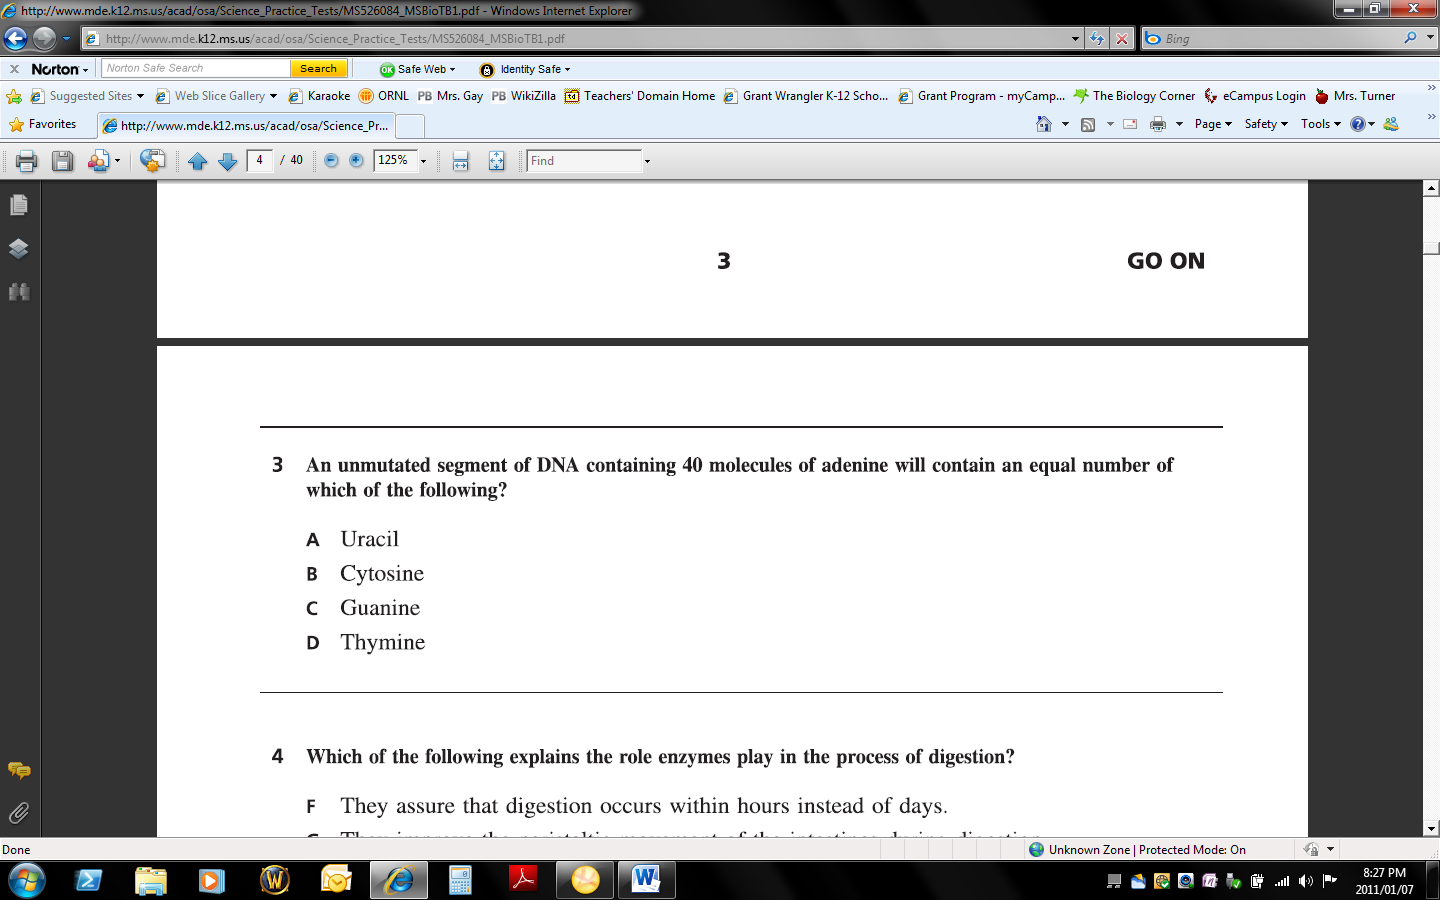 http://www.mde.k12.ms.us/acad/osa/Science_Practice_Tests/MS526084_MSBioTB1.pdf - Windows Internet Explorer
http://www.mde.k12.ms.us/acad/osa/Science_Practice_Tests/MS526084_MSBioTB1.pdf Bing
x Norton Norton Safe Search Search OK Safe Web Identity Safe
Suggested Sites Web Slice Gallery Karaoke ORNL PB Mrs. Gay PB WikiZilla td Teachers' Domain Home Grant Wrangler K-12 Scho... Grant Program - myCamp... The Biology Corner eCampus Login Mrs. Turner
Favorites http://www.mde.k12.ms.us/acad/osa/Science_Pr... Page Safety Tools
4 / 40 125% Find
3 GO ON
3 An unmutated segment of DNA containing 40 molecules of adenine will contain an equal number of
which of the following?
A Uracil
B Cytosine
C Guanine
D Thymine
4 Which of the following explains the role enzymes play in the process of digestion?
F They assure that digestion occurs within hours instead of days.
Done Unknown Zone | Protected Mode: On
8:27 PM
2011/01/07